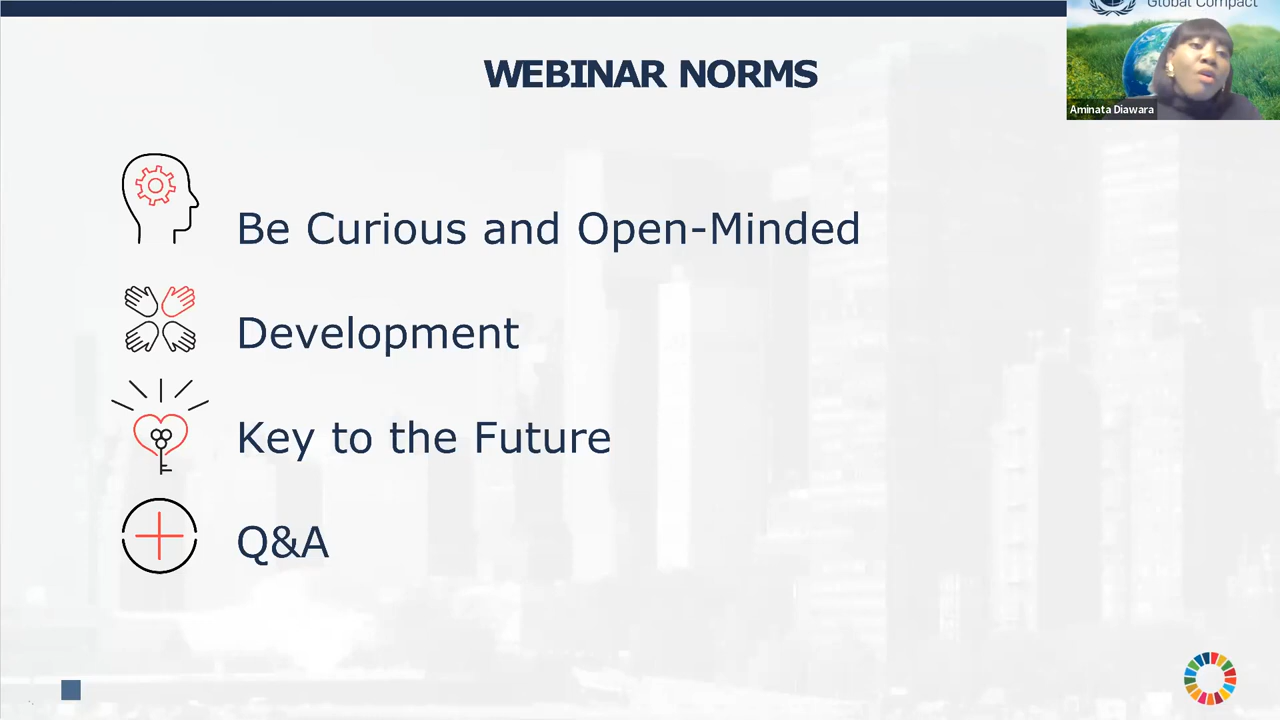 WEBINAR NORMS
Global Compact
Aminata Diawara
Be Curious and Open-Minded
Development
Key to the Future
Q&A